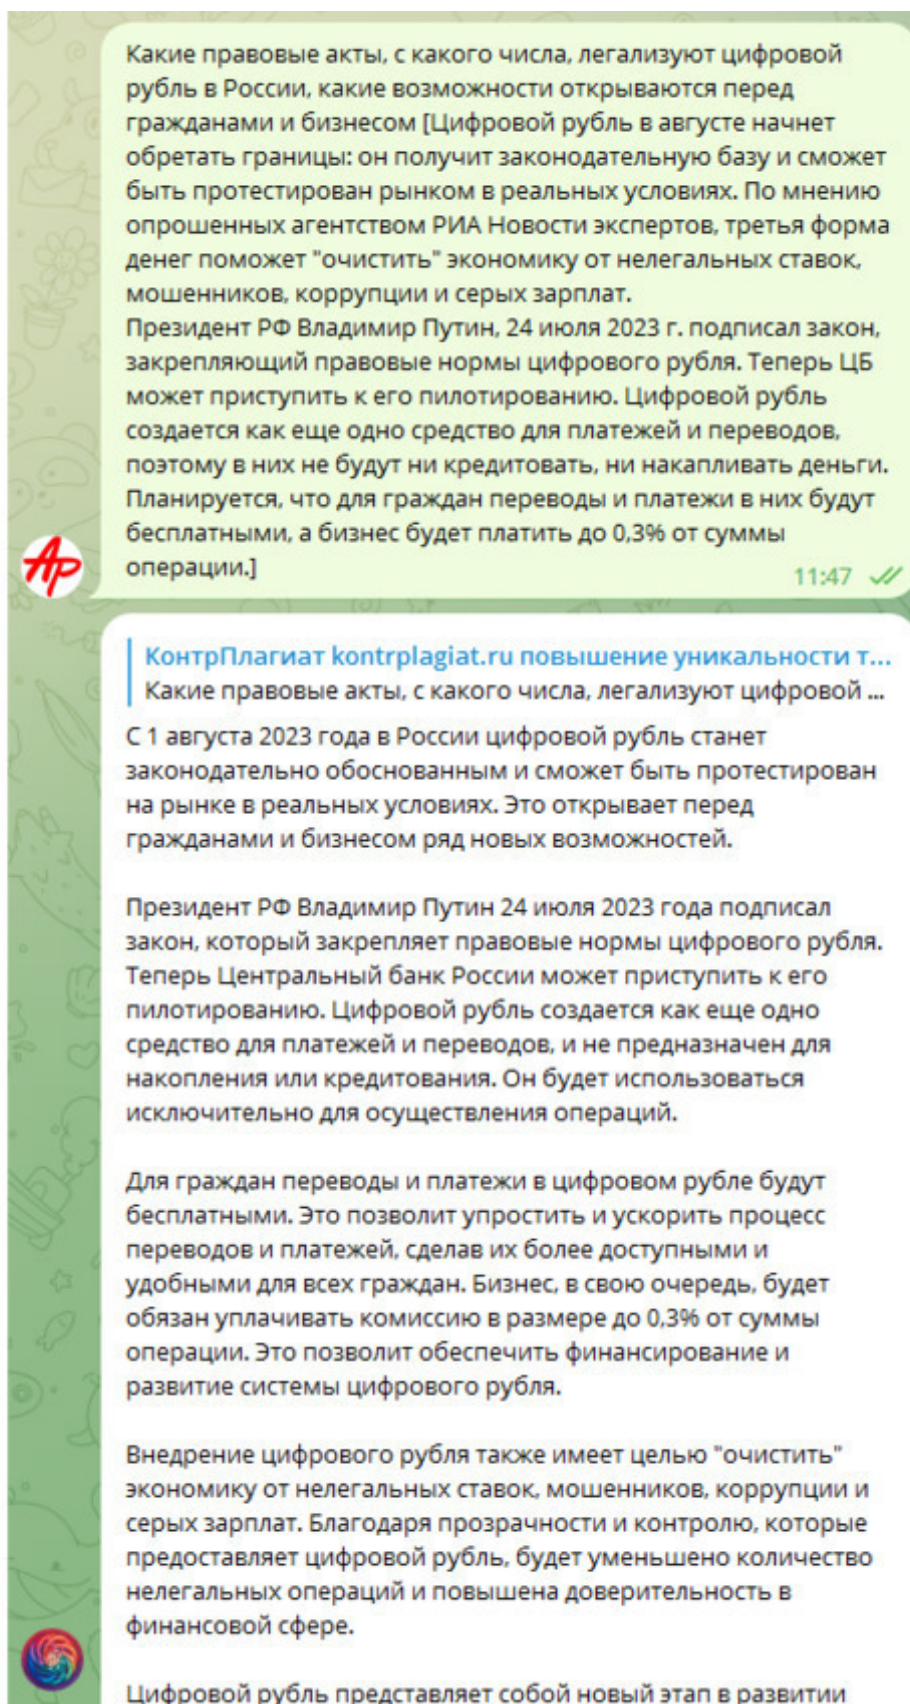 Какие правовые акты, с какого числа, легализуют цифровой
рубль в России, какие возможности открываются перед
гражданами и бизнесом [Цифровой рубль в августе начнет
обретать границы: он получит законодательную базу и сможет
быть протестирован рынком в реальных условиях. По мнению
опрошенных агентством РИА Новости экспертов, третья форма
денег поможет "очистить" экономику от нелегальных ставок,
мошенников, коррупции и серых зарплат.
Президент РФ Владимир Путин, 24 июля 2023 г. подписал закон,
закрепляющий правовые нормы цифрового рубля. Теперь ЦБ
может приступить к его пилотированию. Цифровой рубль
создается как еще одно средство для платежей и переводов,
поэтому в них не будут ни кредитовать, ни накапливать деньги.
Планируется, что для граждан переводы и платежи в них будут
бесплатными, а бизнес будет платить до 0,3% от суммы
операции.]
11:47
Ар
КонтрПлагиат kontrplagiat.ru повышение уникальности т...
Какие правовые акты, с какого числа, легализуют цифровой ...
С 1 августа 2023 года в России цифровой рубль станет
законодательно обоснованным и сможет быть протестирован
на рынке в реальных условиях. Это открывает перед
гражданами и бизнесом ряд новых возможностей.
Президент РФ Владимир Путин 24 июля 2023 года подписал
закон, который закрепляет правовые нормы цифрового рубля.
Теперь Центральный банк России может приступить к его
пилотированию. Цифровой рубль создается как еще одно
средство для платежей и переводов, и не предназначен для
накопления или кредитования. Он будет использоваться
исключительно для осуществления операций.
Для граждан переводы и платежи в цифровом рубле будут
бесплатными. Это позволит упростить и ускорить процесс
переводов и платежей, сделав их более доступными и
удобными для всех граждан. Бизнес, в свою очередь, будет
обязан уплачивать комиссию в размере до 0,3% от суммы
операции. Это позволит обеспечить финансирование и
развитие системы цифрового рубля.
Внедрение цифрового рубля также имеет целью "очистить"
экономику от нелегальных ставок, мошенников, коррупции и
серых зарплат. Благодаря прозрачности и контролю, которые
предоставляет цифровой рубль, будет уменьшено количество
нелегальных операций и повышена доверительность в
финансовой сфере.
Цифровой рубль представляет собой новый этап в развитии